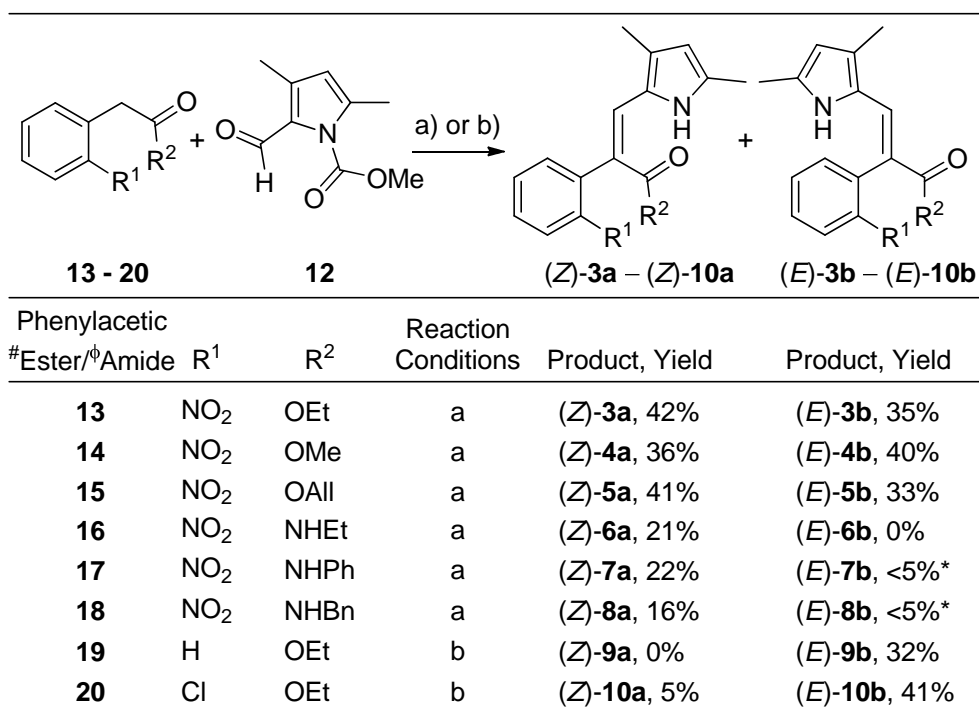 O
R²
R¹
+
O
H
N
O
O
OMe
a) or b)
N
H
O
R²
R¹
+
N
H
O
R²
R¹
13 - 20 12 (Z)-3a – (Z)-10a (E)-3b – (E)-10b
Phenylacetic
#Ester/ΦAmide R¹ R² Reaction Conditions Product, Yield Product, Yield
13 NO₂ OEt a (Z)-3a, 42% (E)-3b, 35%
14 NO₂ OMe a (Z)-4a, 36% (E)-4b, 40%
15 NO₂ OAll a (Z)-5a, 41% (E)-5b, 33%
16 NO₂ NHEt a (Z)-6a, 21% (E)-6b, 0%
17 NO₂ NHPh a (Z)-7a, 22% (E)-7b, <5%*
18 NO₂ NHBn a (Z)-8a, 16% (E)-8b, <5%*
19 H OEt b (Z)-9a, 0% (E)-9b, 32%
20 Cl OEt b (Z)-10a, 5% (E)-10b, 41%